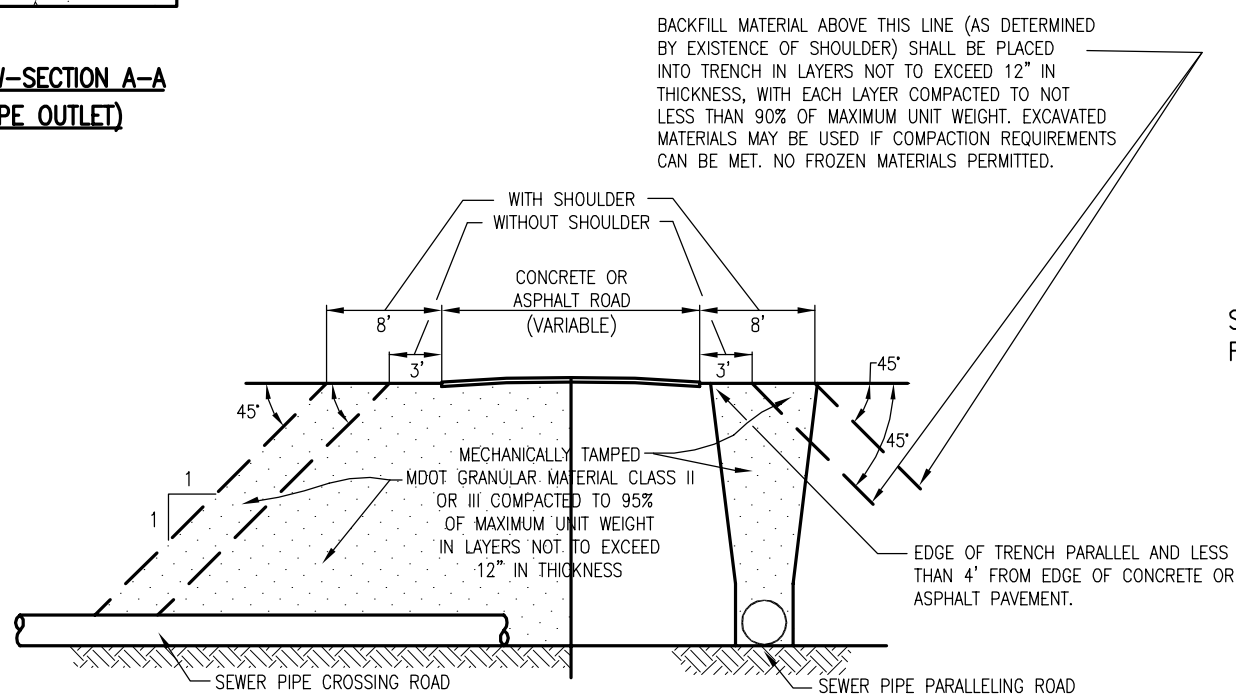 W-SECTION A-A
PE OUTLET)
BACKFILL MATERIAL ABOVE THIS LINE (AS DETERMINED
BY EXISTENCE OF SHOULDER) SHALL BE PLACED
INTO TRENCH IN LAYERS NOT TO EXCEED 12" IN
THICKNESS, WITH EACH LAYER COMPACTED TO NOT
LESS THAN 90% OF MAXIMUM UNIT WEIGHT. EXCAVATED
MATERIALS MAY BE USED IF COMPACTION REQUIREMENTS
CAN BE MET. NO FROZEN MATERIALS PERMITTED.
WITH SHOULDER
WITHOUT SHOULDER
CONCRETE OR
ASPHALT ROAD
(VARIABLE)
8'
8'
3'
3'
S
F
45°
45°
45°
1
1
MECHANICALLY TAMPED
MDOT GRANULAR MATERIAL CLASS II
OR III COMPACTED TO 95%
OF MAXIMUM UNIT WEIGHT
IN LAYERS NOT TO EXCEED
12" IN THICKNESS
EDGE OF TRENCH PARALLEL AND LESS
THAN 4' FROM EDGE OF CONCRETE OR
ASPHALT PAVEMENT.
SEWER PIPE CROSSING ROAD
SEWER PIPE PARALLELING ROAD